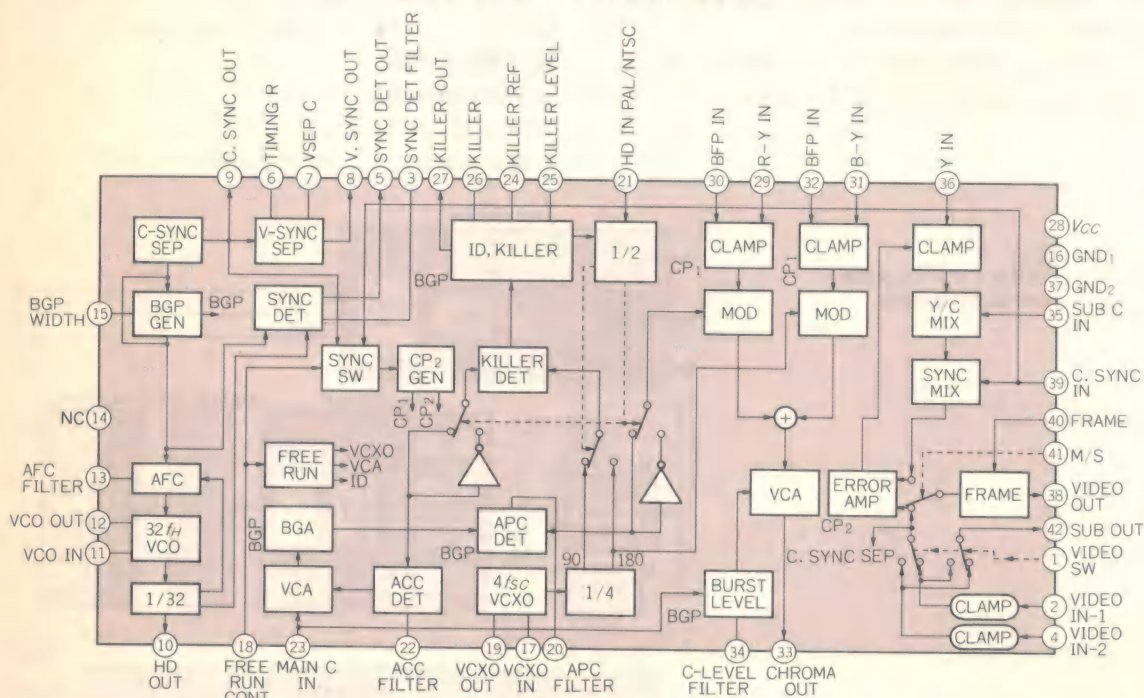 C. SYNC OUT
TIMING R
VSEP C
V. SYNC OUT
SYNC DET OUT
SYNC DET FILTER
KILLER OUT
KILLER
KILLER REF
KILLER LEVEL
HD IN PAL/NTSC
BFP IN
R-Y IN
BFP IN
B-Y IN
Y IN
9
6
7
8
5
3
27
26
24
25
21
30
29
32
31
36
C-SYNC
SEP
V-SYNC
SEP
ID, KILLER
1/2
CLAMP
CLAMP
CLAMP
28 VCC
16 GND1
37 GND2
35 SUB C
IN
BGP
CP1
CP1
BGP
WIDTH
15
BGP
GEN
BGP
SYNC
DET
MOD
MOD
Y/C
MIX
SYNC
SW
CP2
GEN
KILLER
DET
SYNC
MIX
39 C. SYNC
IN
CP1
CP2
+
NC 14
40 FRAME
41 M/S
AFC
FILTER
13
AFC
FREE
RUN
VCXO
VCA
ID
VCA
ERROR
AMP
FRAME
38 VIDEO
OUT
CP2
VCO OUT 12
32fH
VCO
BGP
BGA
APC
DET
BGP
90
180
C. SYNC SEP
42 SUB OUT
VCO IN 11
1 VIDEO
SW
1/32
VCA
ACC
DET
4fSC
VCXO
1/4
BGP
BURST
LEVEL
CLAMP
2 VIDEO
IN-1
CLAMP
4 VIDEO
IN-2
10
18
23
22
19
17
20
34
33
HD
OUT
FREE
RUN
CONT
MAIN C
IN
ACC
FILTER
VCXO
OUT
VCXO
IN
APC
FILTER
C-LEVEL
FILTER
CHROMA
OUT